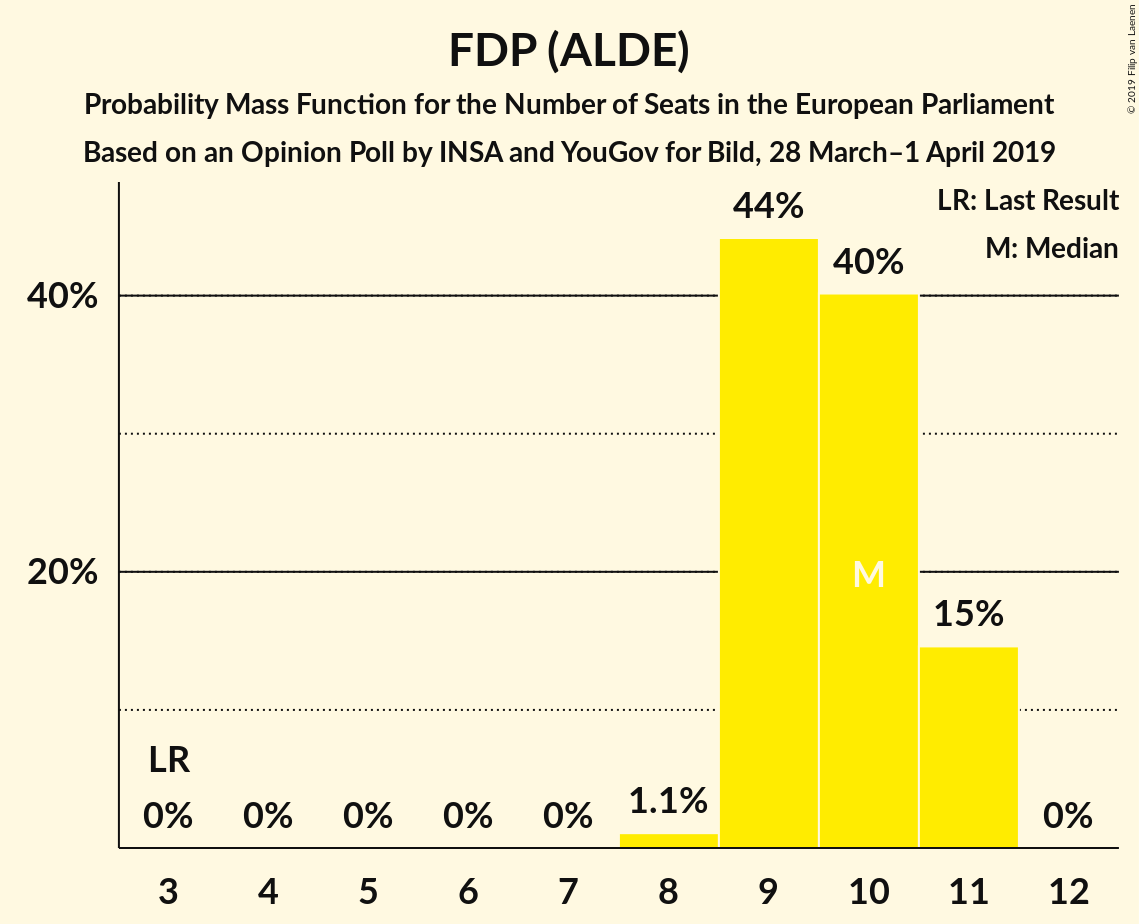 FDP (ALDE)
Probability Mass Function for the Number of Seats in the European Parliament
Based on an Opinion Poll by INSA and YouGov for Bild, 28 March–1 April 2019
© 2019 Filip van Laenen
LR: Last Result
M: Median
44%
40%
40%
20%
M
15%
LR
1.1%
0% 0% 0% 0% 0% 0%
3 4 5 6 7 8 9 10 11 12